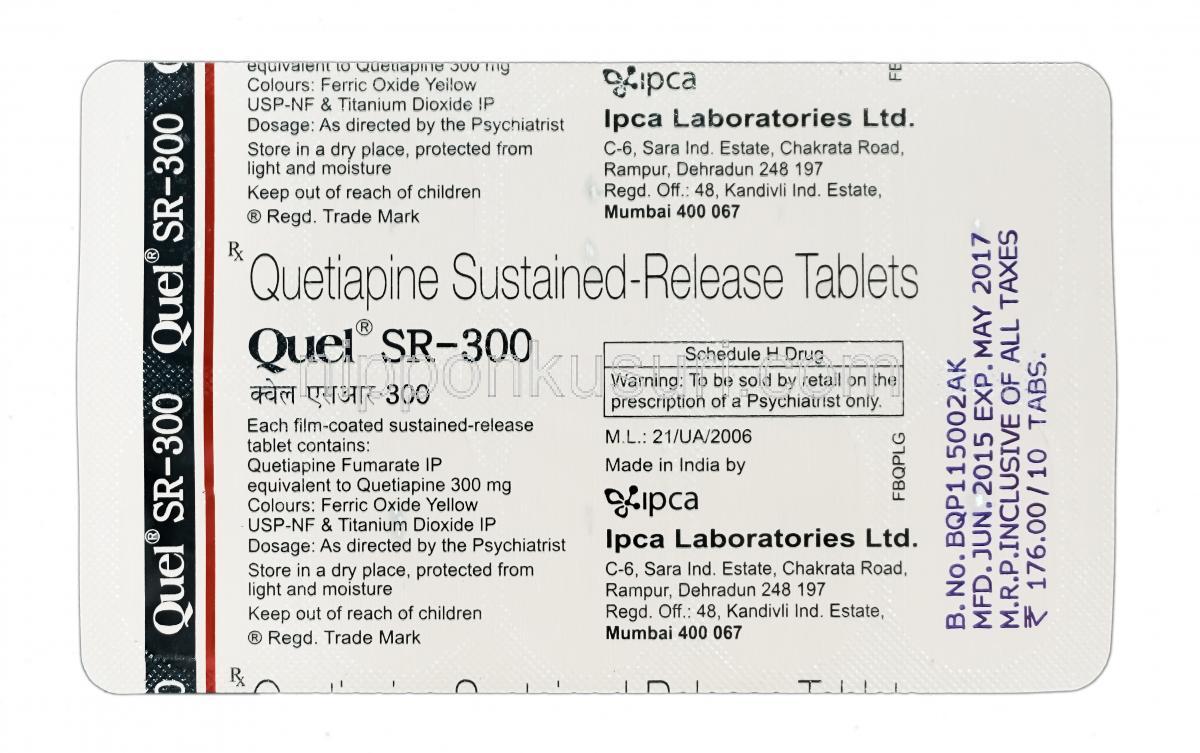 equivalent to Quetiapine 300 mg
Colours: Ferric Oxide Yellow
USP-NF & Titanium Dioxide IP
Dosage: As directed by the Psychiatrist
Store in a dry place, protected from
light and moisture
Keep out of reach of children
® Regd. Trade Mark
ipca
Ipca Laboratories Ltd.
C-6, Sara Ind. Estate, Chakrata Road,
Rampur, Dehradun 248 197
Regd. Off.: 48, Kandivli Ind. Estate,
Mumbai 400 067
FB
Quel® SR-300
Quel® SR-300
Rx
Quetiapine Sustained-Release Tablets
Quel® SR-300
क्वेल एसआर-300
Each film-coated sustained-release
tablet contains:
Quetiapine Fumarate IP
equivalent to Quetiapine 300 mg
Colours: Ferric Oxide Yellow
USP-NF & Titanium Dioxide IP
Dosage: As directed by the Psychiatrist
Store in a dry place, protected from
light and moisture
Keep out of reach of children
® Regd. Trade Mark
Schedule H Drug
Warning: To be sold by retail on the
prescription of a Psychiatrist only.
M.L.: 21/UA/2006
Made in India by
ipca
Ipca Laboratories Ltd.
C-6, Sara Ind. Estate, Chakrata Road,
Rampur, Dehradun 248 197
Regd. Off.: 48, Kandivli Ind. Estate,
Mumbai 400 067
FBQPLG
B. No. BQP115002AK
MFD. JUN. 2015 EXP. MAY 2017
M.R.P. INCLUSIVE OF ALL TAXES
₹ 176.00/10 TABS.
nipponkusuri.com
Rx
Quetiapine Sustained-Release Tablets